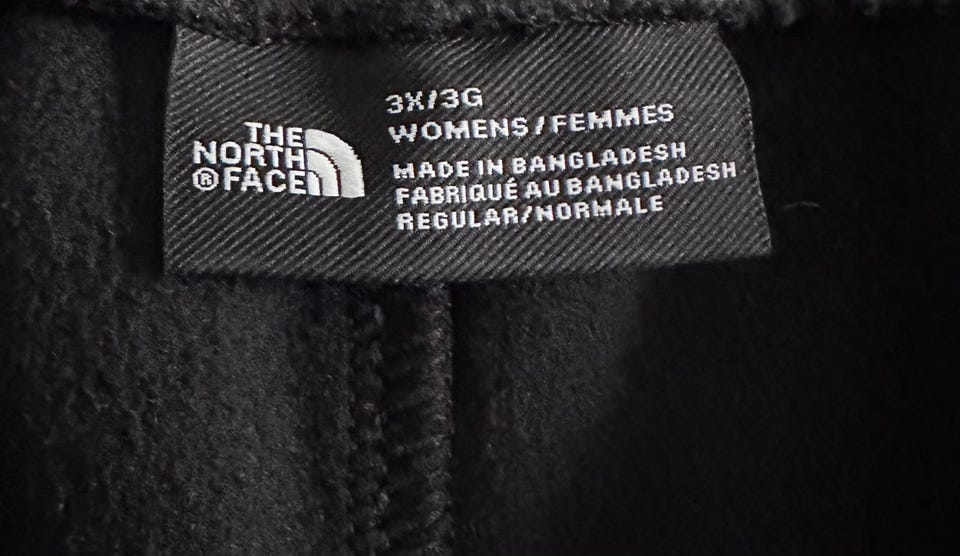 THE
NORTH
® FACE
3X/3G
WOMENS/FEMMES
MADE IN BANGLADESH
FABRIQUÉ AU BANGLADESH
REGULAR/NORMALE